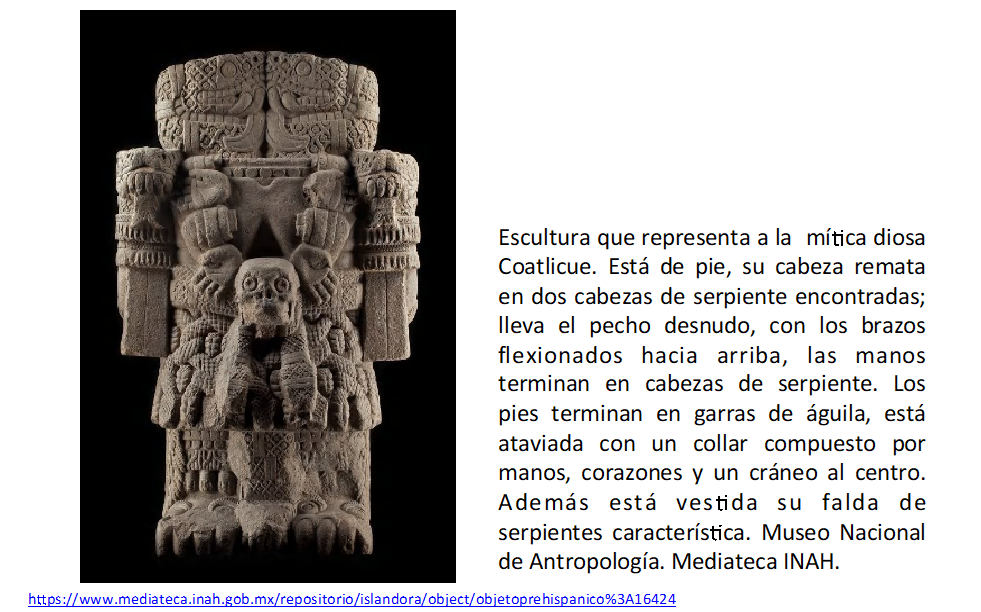 Escultura que representa a la mítica diosa
Coatlicue. Está de pie, su cabeza remata
en dos cabezas de serpiente encontradas;
lleva el pecho desnudo, con los brazos
flexionados hacia arriba, las manos
terminan en cabezas de serpiente. Los
pies terminan en garras de águila, está
ataviada con un collar compuesto por
manos, corazones y un cráneo al centro.
Además está vestida su falda de
serpientes característica. Museo Nacional
de Antropología. Mediateca INAH.
https://www.mediateca.inah.gob.mx/repositorio/islandora/object/objetoprehispanico%3A16424